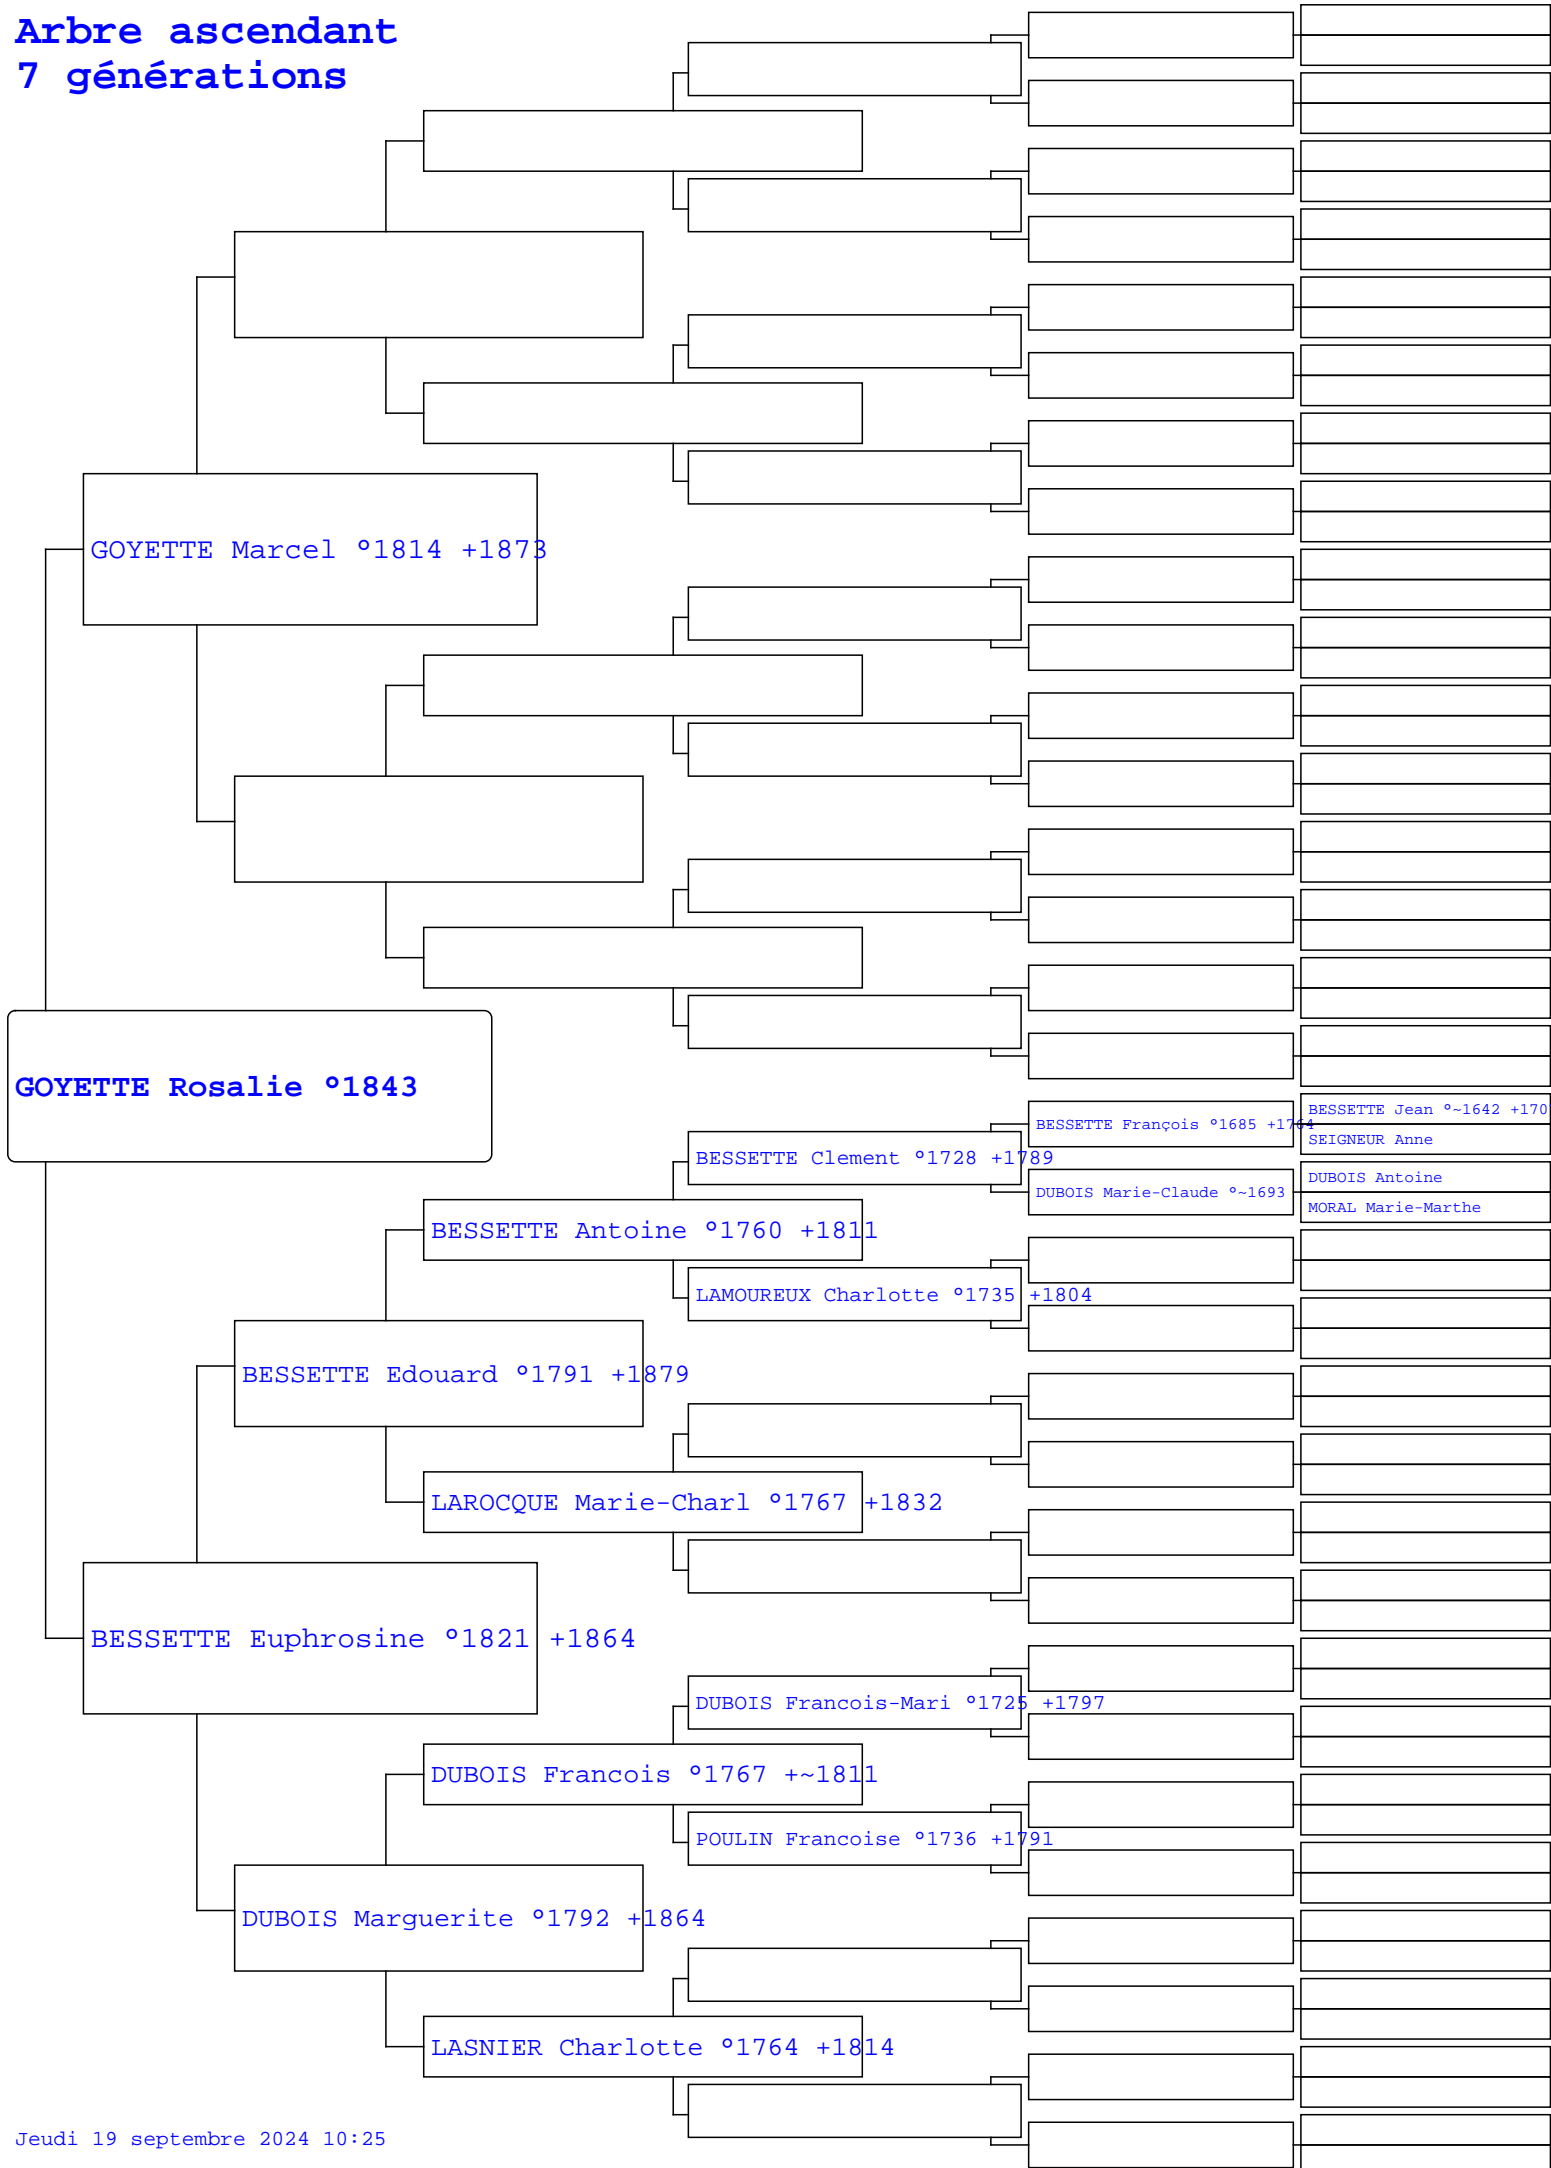 Arbre ascendant
7 générations
GOYETTE Marcel °1814 +1873
GOYETTE Rosalie °1843
BESSETTE Jean °~1642 +170
BESSETTE François °1685 +1764
SEIGNEUR Anne
BESSETTE Clement °1728 +1789
DUBOIS Antoine
DUBOIS Marie-Claude °~1693
MORAL Marie-Marthe
BESSETTE Antoine °1760 +1811
LAMOUREUX Charlotte °1735 +1804
BESSETTE Edouard °1791 +1879
LAROCQUE Marie-Charl °1767 +1832
BESSETTE Euphrosine °1821 +1864
DUBOIS Francois-Mari °1725 +1797
DUBOIS Francois °1767 +~1811
POULIN Francoise °1736 +1791
DUBOIS Marguerite °1792 +1864
LASNIER Charlotte °1764 +1814
Jeudi 19 septembre 2024 10:25